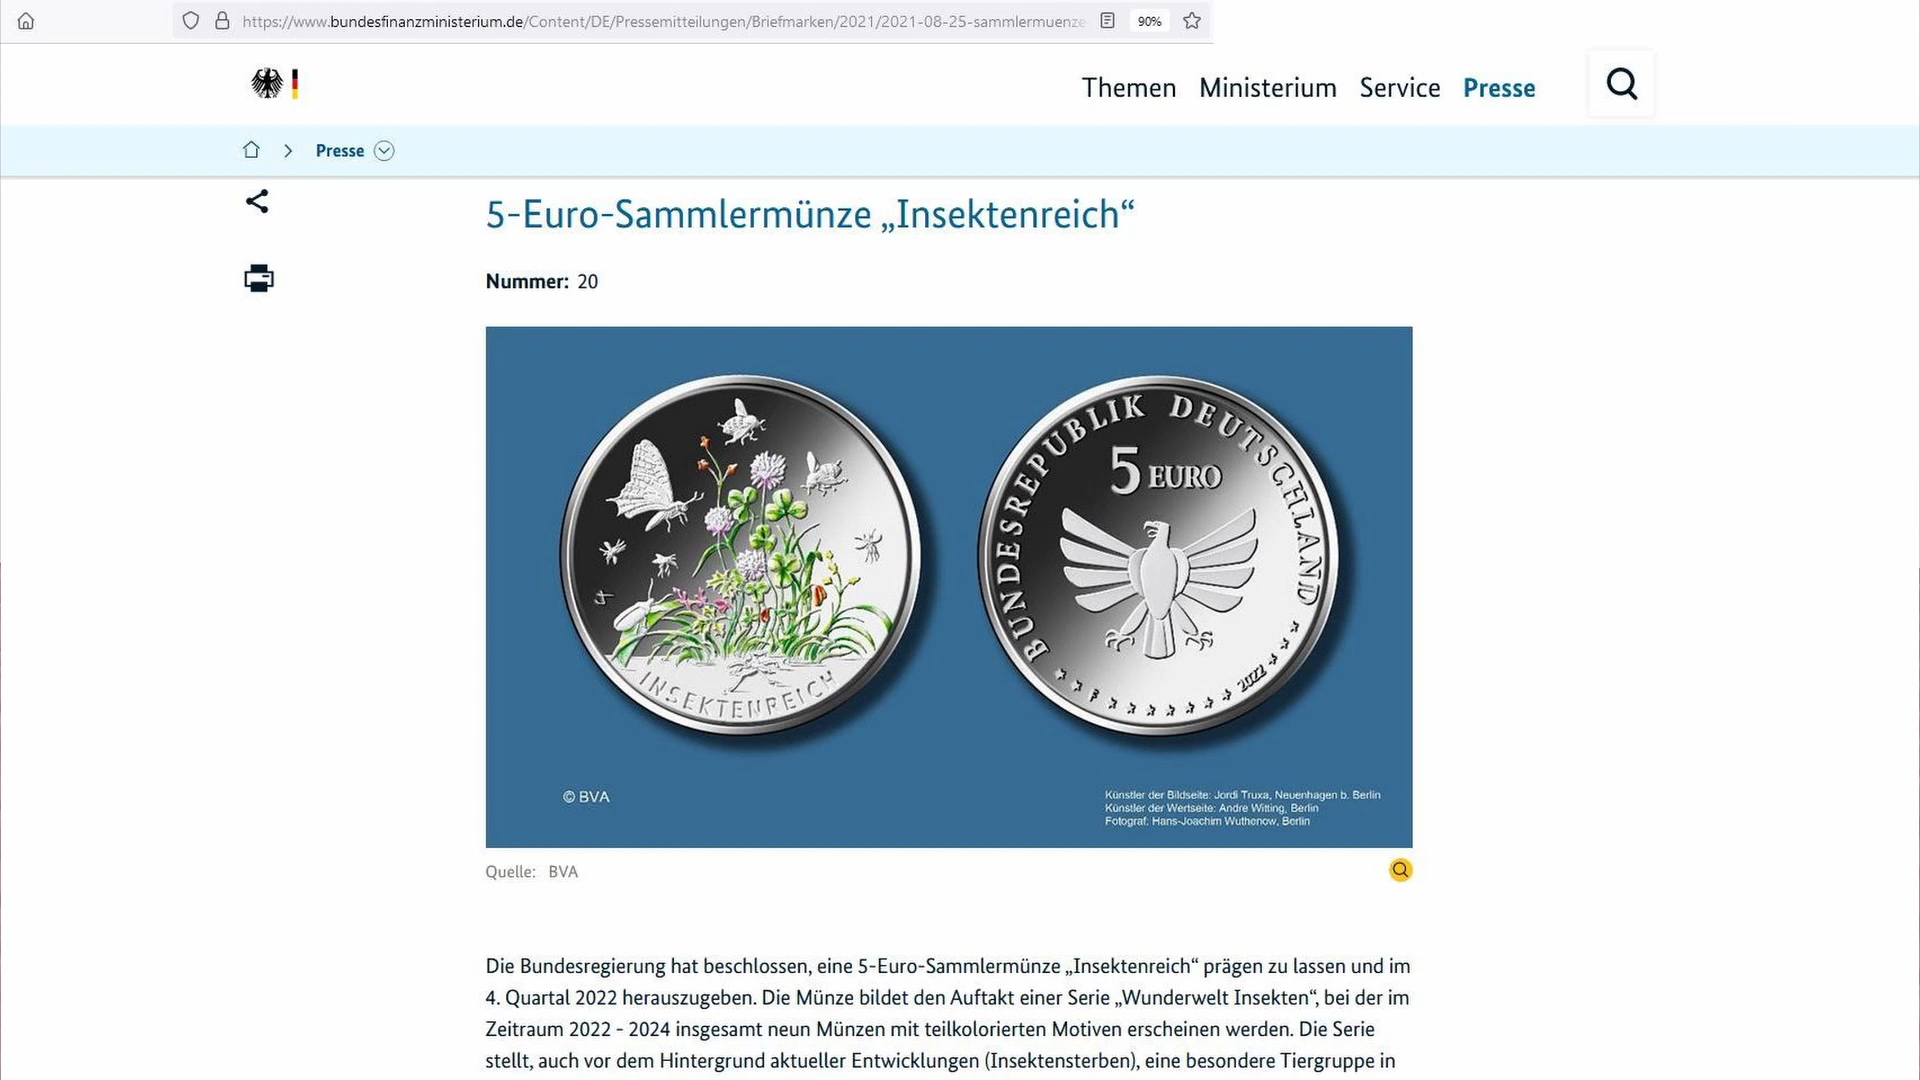 https://www.bundesfinanzministerium.de/Content/DE/Pressemitteilungen/Briefmarken/2021/2021-08-25-sammlermuenze
90%
Themen Ministerium Service Presse
Presse
5-Euro-Sammlermünze „Insektenreich“
Nummer: 20
INSEKTENREICH
BUNDESREPUBLIK DEUTSCHLAND
5 EURO
F
2022
© BVA
Künstler der Bildseite: Jordi Truxa, Neuenhagen b. Berlin
Künstler der Wertseite: Andre Witting, Berlin
Fotograf: Hans-Joachim Wuthenow, Berlin
Quelle: BVA
Die Bundesregierung hat beschlossen, eine 5-Euro-Sammlermünze „Insektenreich“ prägen zu lassen und im
4. Quartal 2022 herauszugeben. Die Münze bildet den Auftakt einer Serie „Wunderwelt Insekten“, bei der im
Zeitraum 2022 - 2024 insgesamt neun Münzen mit teilkolorierten Motiven erscheinen werden. Die Serie
stellt, auch vor dem Hintergrund aktueller Entwicklungen (Insektensterben), eine besondere Tiergruppe in